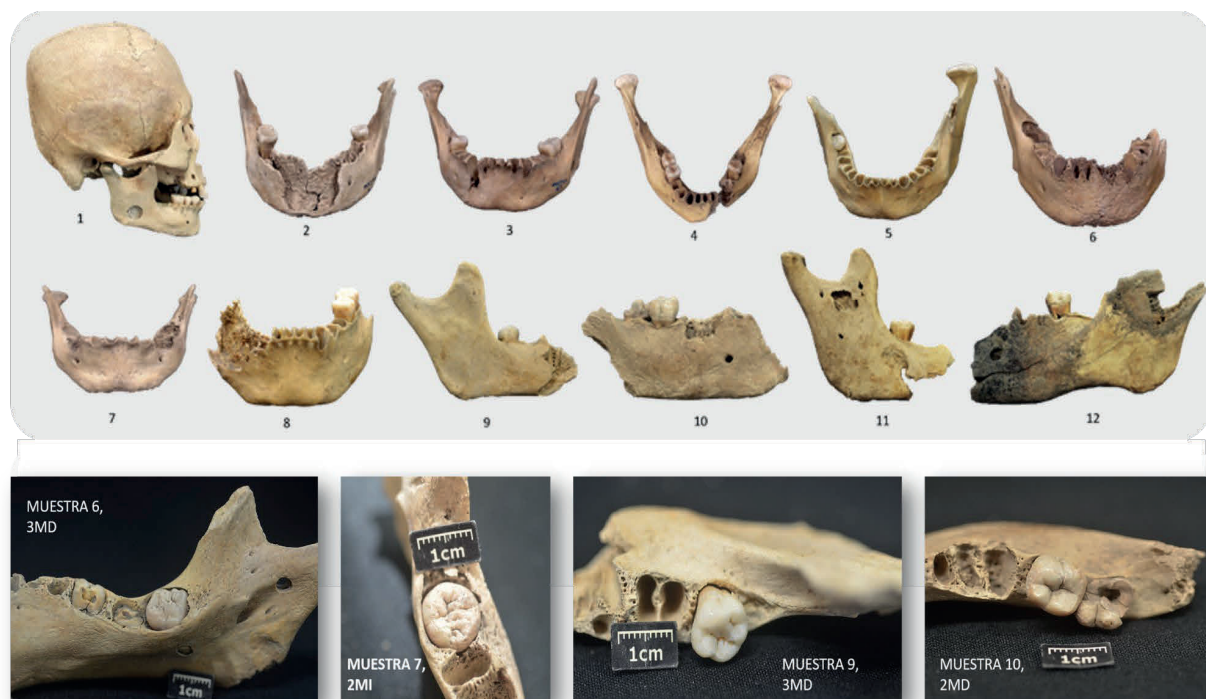 1
2
3
4
5
6
7
8
9
10
11
12
MUESTRA 6,
3MD
1cm
MUESTRA 7,
2MI
1cm
MUESTRA 9,
3MD
1cm
MUESTRA 10,
2MD
1cm